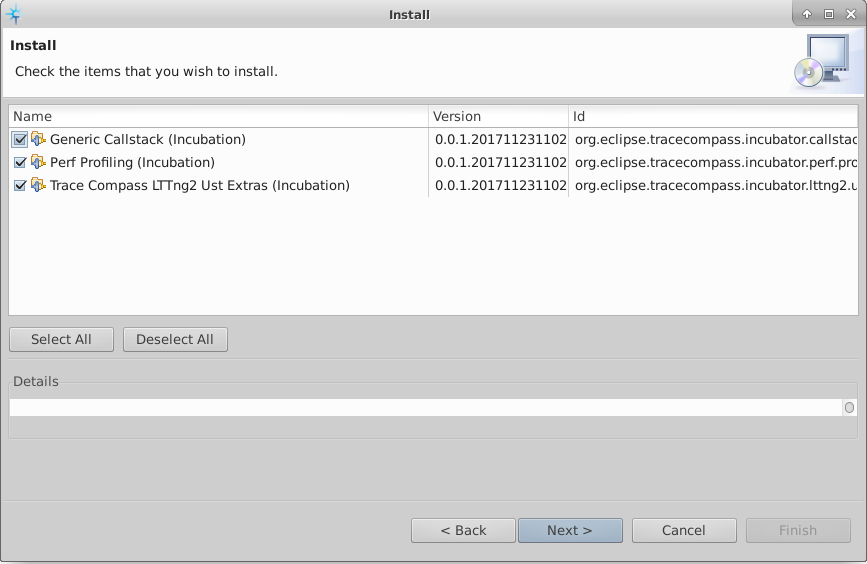 Install
Install
Check the items that you wish to install.
Name Version Id
Generic Callstack (Incubation) 0.0.1.201711231102 org.eclipse.tracecompass.incubator.callstac
Perf Profiling (Incubation) 0.0.1.201711231102 org.eclipse.tracecompass.incubator.perf.pro
Trace Compass LTTng2 Ust Extras (Incubation) 0.0.1.201711231102 org.eclipse.tracecompass.incubator.lttng2.u
Select All Deselect All
Details
< Back Next > Cancel Finish